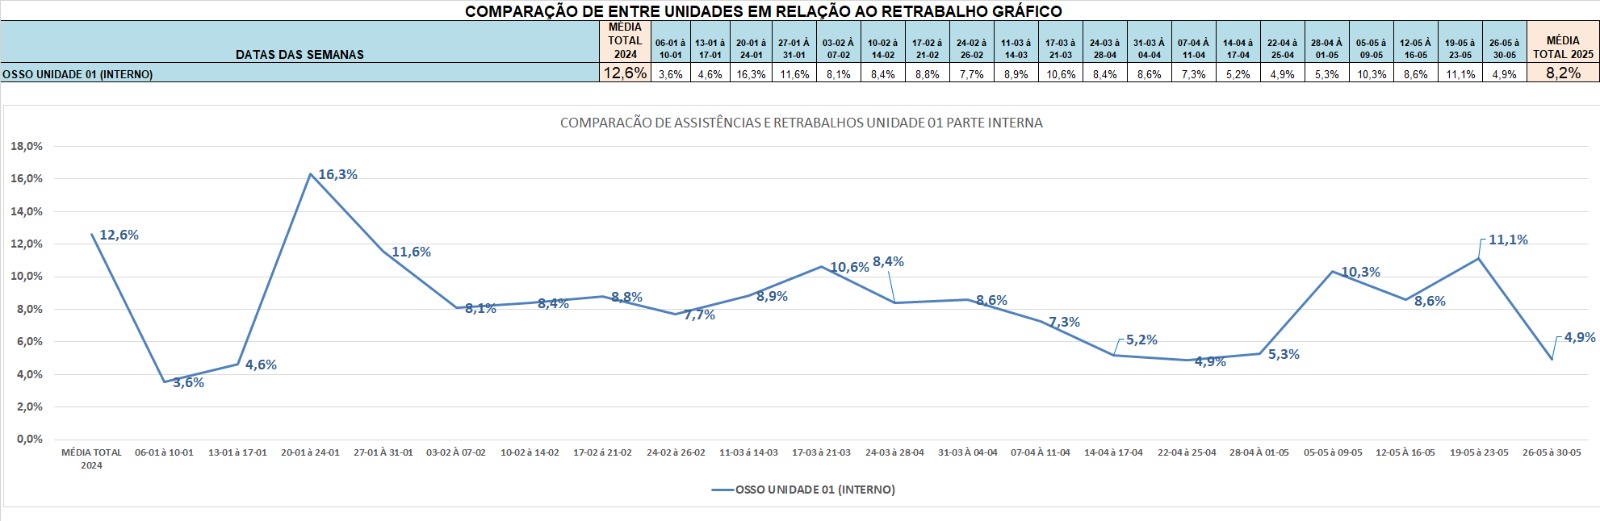 COMPARAÇÃO DE ENTRE UNIDADES EM RELAÇÃO AO RETRABALHO GRÁFICO
DATAS DAS SEMANAS MÉDIA TOTAL 2024 06-01 à 10-01 13-01 à 17-01 20-01 à 24-01 27-01 À 31-01 03-02 À 07-02 10-02 à 14-02 17-02 à 21-02 24-02 à 26-02 11-03 à 14-03 17-03 à 21-03 24-03 à 28-04 31-03 À 04-04 07-04 À 11-04 14-04 à 17-04 22-04 à 25-04 28-04 À 01-05 05-05 à 09-05 12-05 À 16-05 19-05 à 23-05 26-05 à 30-05 MÉDIA TOTAL 2025
OSSO UNIDADE 01 (INTERNO) 12,6% 3,6% 4,6% 16,3% 11,6% 8,1% 8,4% 8,8% 7,7% 8,9% 10,6% 8,4% 8,6% 7,3% 5,2% 4,9% 5,3% 10,3% 8,6% 11,1% 4,9% 8,2%
COMPARACÃO DE ASSISTÊNCIAS E RETRABALHOS UNIDADE 01 PARTE INTERNA
18,0%
16,0%
14,0%
12,0%
10,0%
8,0%
6,0%
4,0%
2,0%
0,0%
12,6% 3,6% 4,6% 16,3% 11,6% 8,1% 8,4% 8,8% 7,7% 8,9% 10,6% 8,4% 8,6% 7,3% 5,2% 4,9% 5,3% 10,3% 8,6% 11,1% 4,9%
MÉDIA TOTAL 2024 06-01 à 10-01 13-01 à 17-01 20-01 à 24-01 27-01 À 31-01 03-02 À 07-02 10-02 à 14-02 17-02 à 21-02 24-02 à 26-02 11-03 à 14-03 17-03 à 21-03 24-03 à 28-04 31-03 À 04-04 07-04 À 11-04 14-04 à 17-04 22-04 à 25-04 28-04 À 01-05 05-05 à 09-05 12-05 À 16-05 19-05 à 23-05 26-05 à 30-05
OSSO UNIDADE 01 (INTERNO)